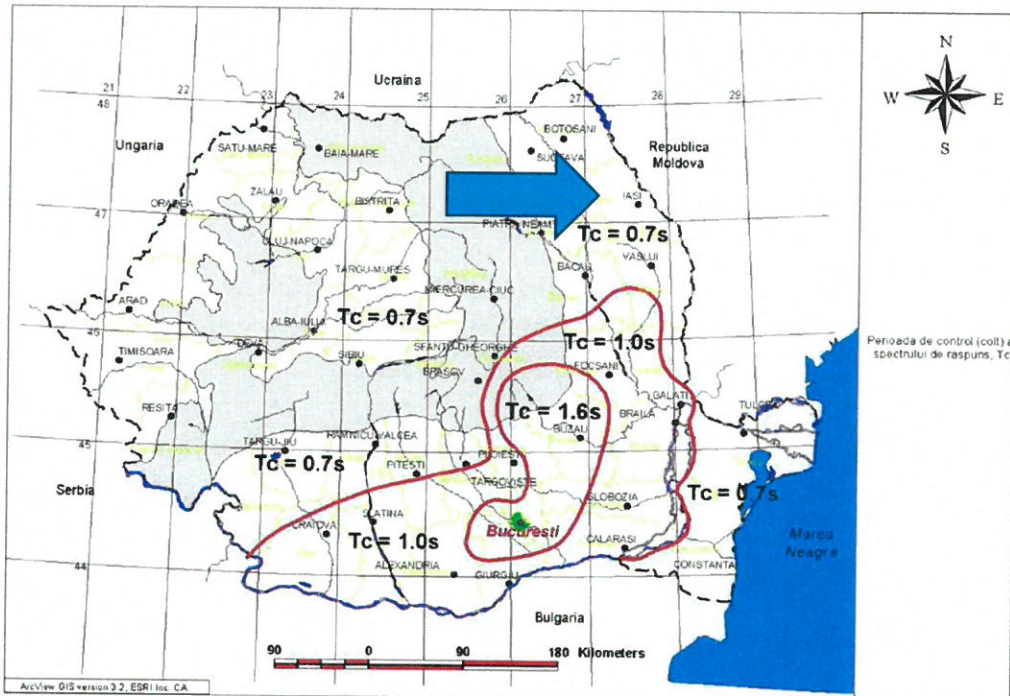 N
W E
S
Ucraina
21 22 23 24 25 26 27 28 29
48
Ungaria
Republica
Moldova
BOTOSANI
SATU-MARE
BAIA-MARE
SUCEAVA
ZALAU
BISTRITA
IASI
ORADEA
47
PIATRA-NEAMT
Tc = 0.7s
CLUJ-NAPOCA
VASLUI
BACAU
TARGU-MURES
MIERCUREA-CIUC
ARAD
Tc = 0.7s
ALBA-IULIA
46
Tc = 1.0s
Perioada de control (colt) a
spectrului de raspuns, Tc
TIMISOARA
DEVA
SIBIU
SFANTU-GHEORGHE
FOCSANI
BRASOV
RESITA
Tc = 1.6s
BRAILA
GALATI
TULCEA
BUZAU
45
TARGU-JIU
RAMNICU VALCEA
Tc = 0.7s
PITESTI
PLOIESTI
TARGOVISTE
Tc = 0.7s
Serbia
SLOBOZIA
SLATINA
CRAIOVA
Bucuresti
Tc = 1.0s
CALARASI
Marea
Neagra
44
ALEXANDRIA
GIURGIU
CONSTANTA
Bulgaria
90 0 90 180 Kilometers
ArcView GIS version 3.2, ESRI Inc. CA.